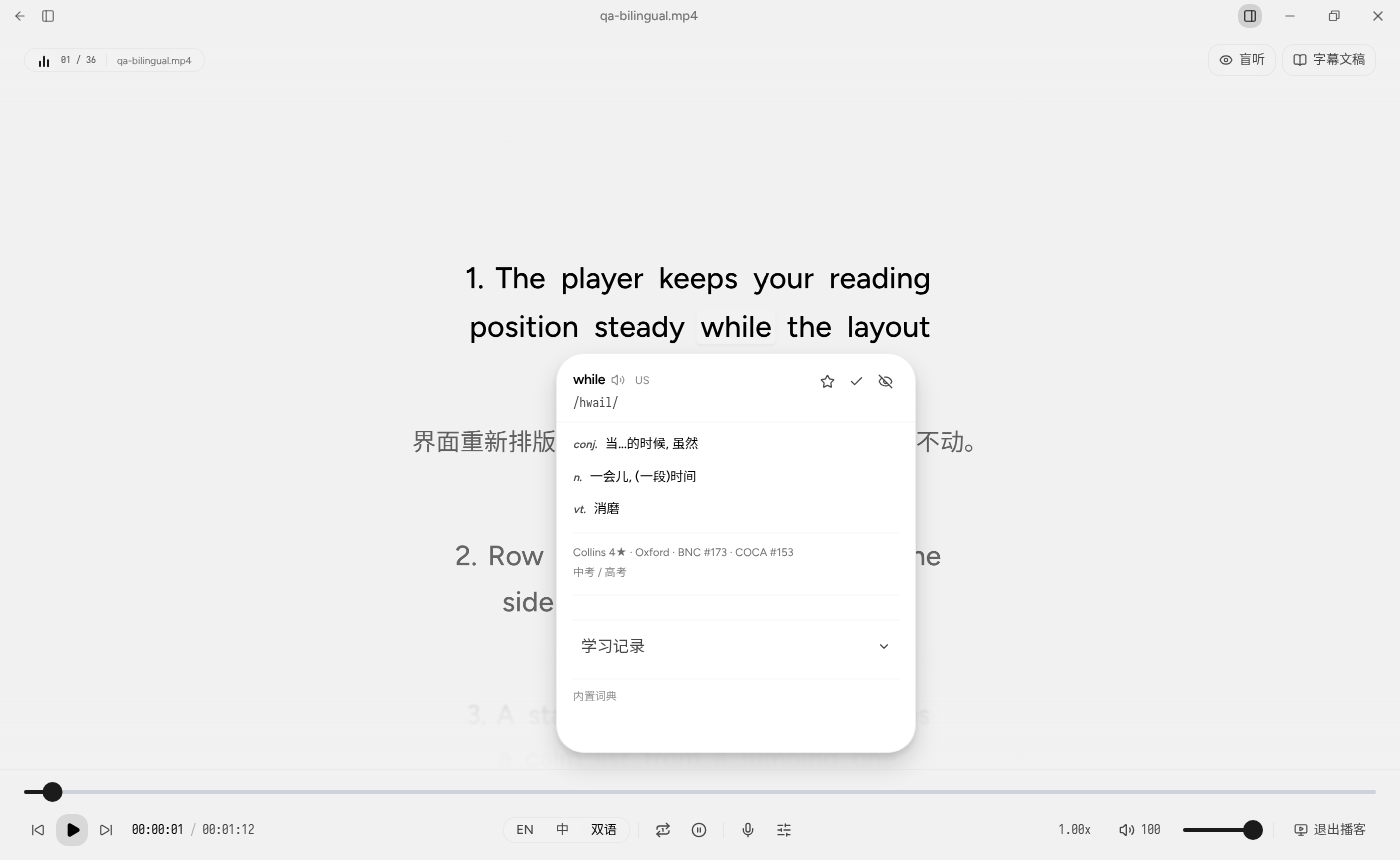 qa-bilingual.mp4
01 / 36 qa-bilingual.mp4
盲听 字幕文稿
1. The player keeps your reading
position steady while the layout
while US
/hwail/
界面重新排版 不动。
conj. 当...的时候, 虽然
n. 一会儿, (一段)时间
vt. 消磨
2. Row
side
Collins 4★ · Oxford · BNC #173 · COCA #153
中考 / 高考
学习记录
内置词典
3. A
00:00:01 / 00:01:12
EN 中 双语
1.00x 100 退出播客